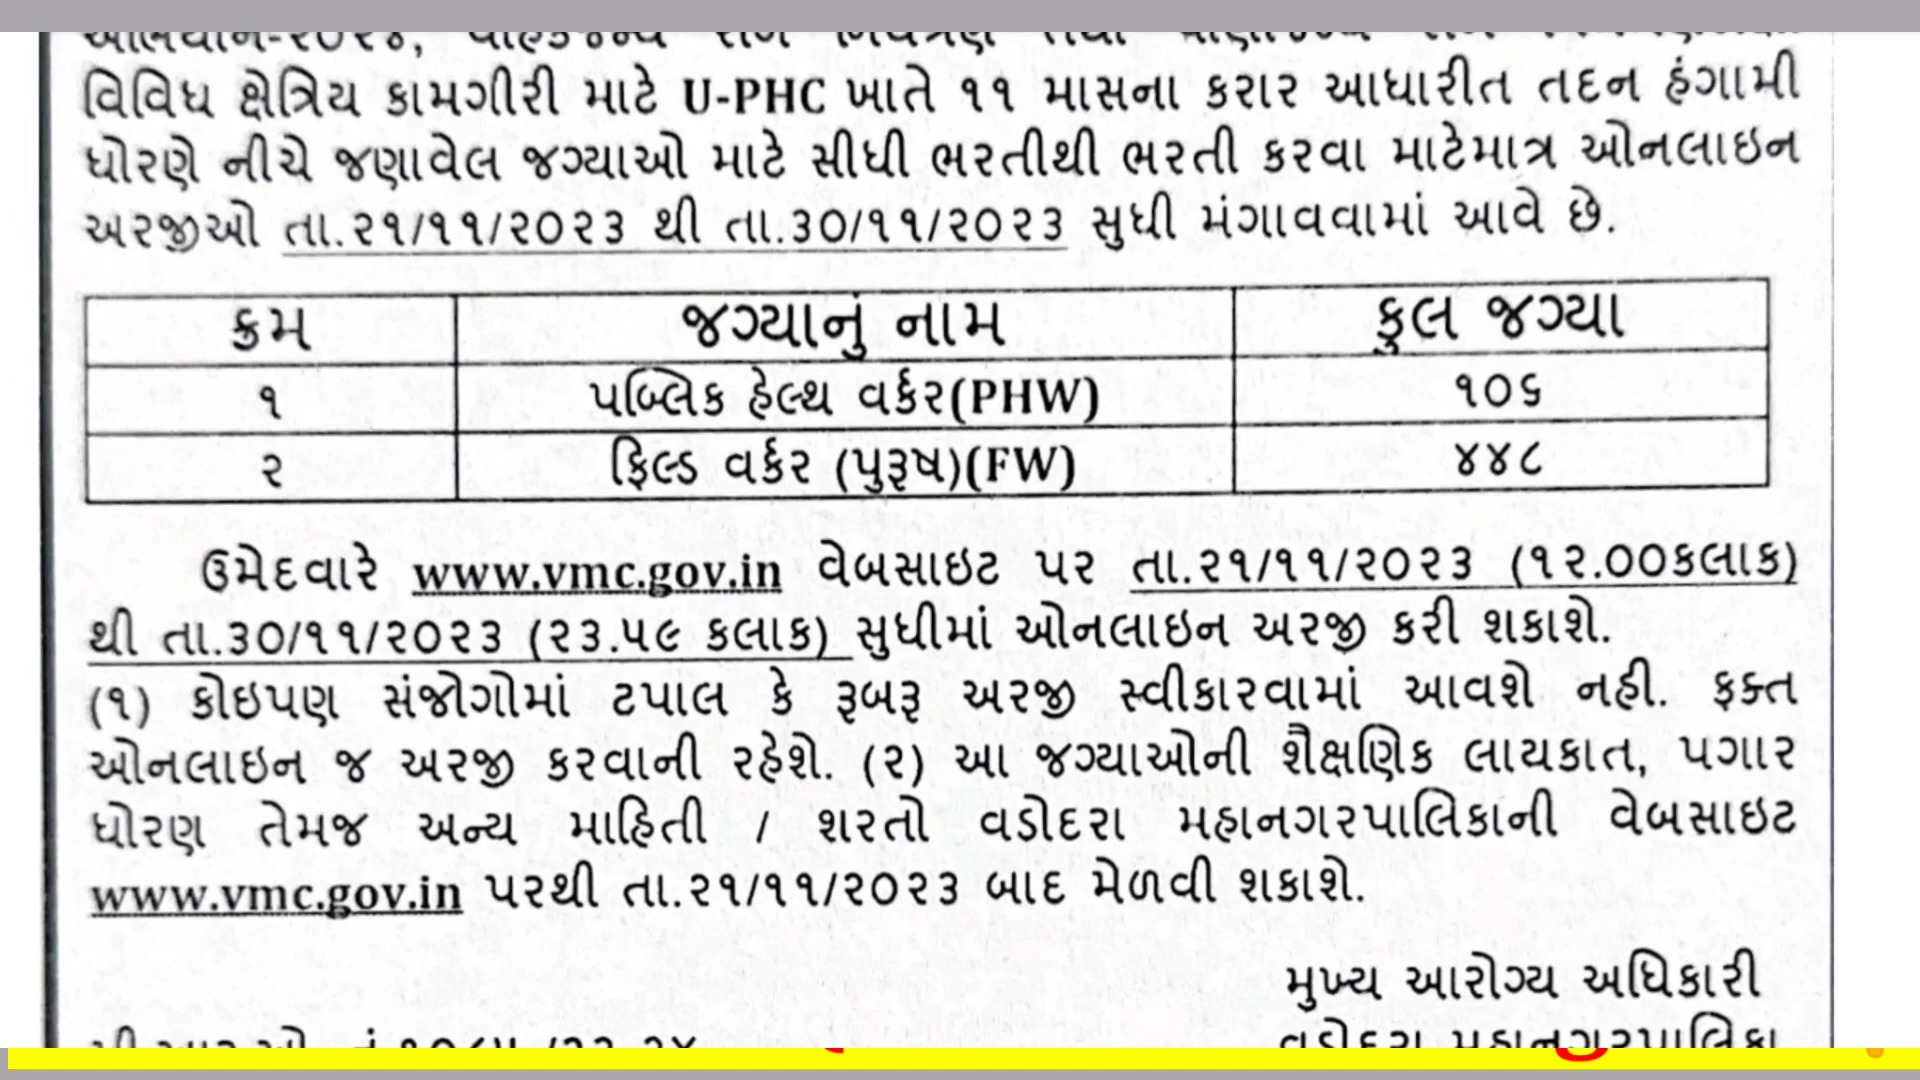 વિવિધ ક્ષેત્રિય કામગીરી માટે U-PHC ખાતે ૧૧ માસના કરાર આધારીત તદન હંગામી
ધોરણે નીચે જણાવેલ જગ્યાઓ માટે સીધી ભરતીથી ભરતી કરવા માટેમાત્ર ઓનલાઇન
અરજીઓ તા.૨૧/૧૧/૨૦૨૩ થી તા.૩૦/૧૧/૨૦૨૩ સુધી મંગાવવામાં આવે છે.
ક્રમ જગ્યાનું નામ કુલ જગ્યા
૧ પબ્લિક હેલ્થ વર્કર(PHW) ૧૦૬
૨ ફિલ્ડ વર્કર (પુરૂષ)(FW) ૪૪૮
ઉમેદવારે www.vmc.gov.in વેબસાઇટ પર તા.૨૧/૧૧/૨૦૨૩ (૧૨.૦૦કલાક)
થી તા.૩૦/૧૧/૨૦૨૩ (૨૩.૫૯ કલાક) સુધીમાં ઓનલાઇન અરજી કરી શકાશે.
(૧) કોઇપણ સંજોગોમાં ટપાલ કે રૂબરૂ અરજી સ્વીકારવામાં આવશે નહી. ફક્ત
ઓનલાઇન જ અરજી કરવાની રહેશે. (૨) આ જગ્યાઓની શૈક્ષણિક લાયકાત, પગાર
ધોરણ તેમજ અન્ય માહિતી / શરતો વડોદરા મહાનગરપાલિકાની વેબસાઇટ
www.vmc.gov.in પરથી તા.૨૧/૧૧/૨૦૨૩ બાદ મેળવી શકાશે.
મુખ્ય આરોગ્ય અધિકારી
વડોદરા મહાનગરપાલિકા